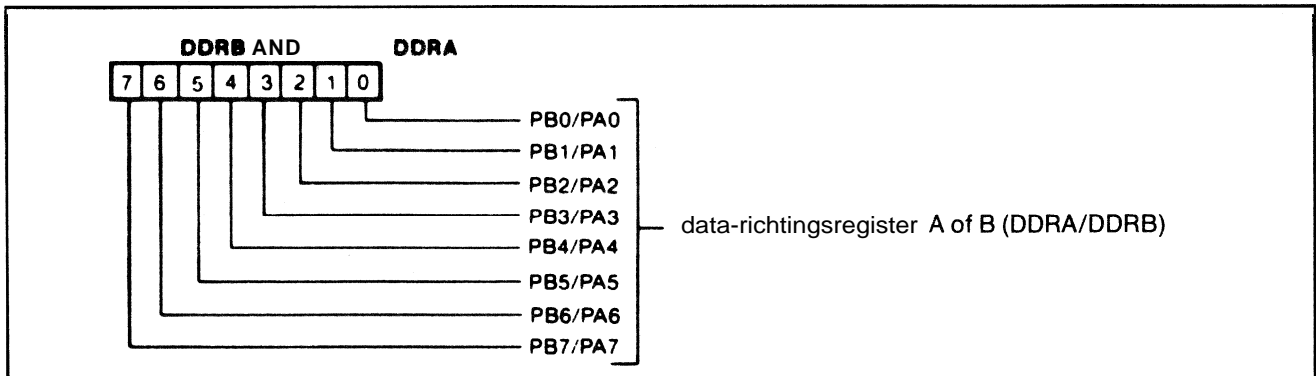 DDRB AND DDRA
7 6 5 4 3 2 1 0
PB0/PA0
PB1/PA1
PB2/PA2
PB3/PA3
data-richtingsregister A of B (DDRA/DDRB)
PB4/PA4
PB5/PA5
PB6/PA6
PB7/PA7